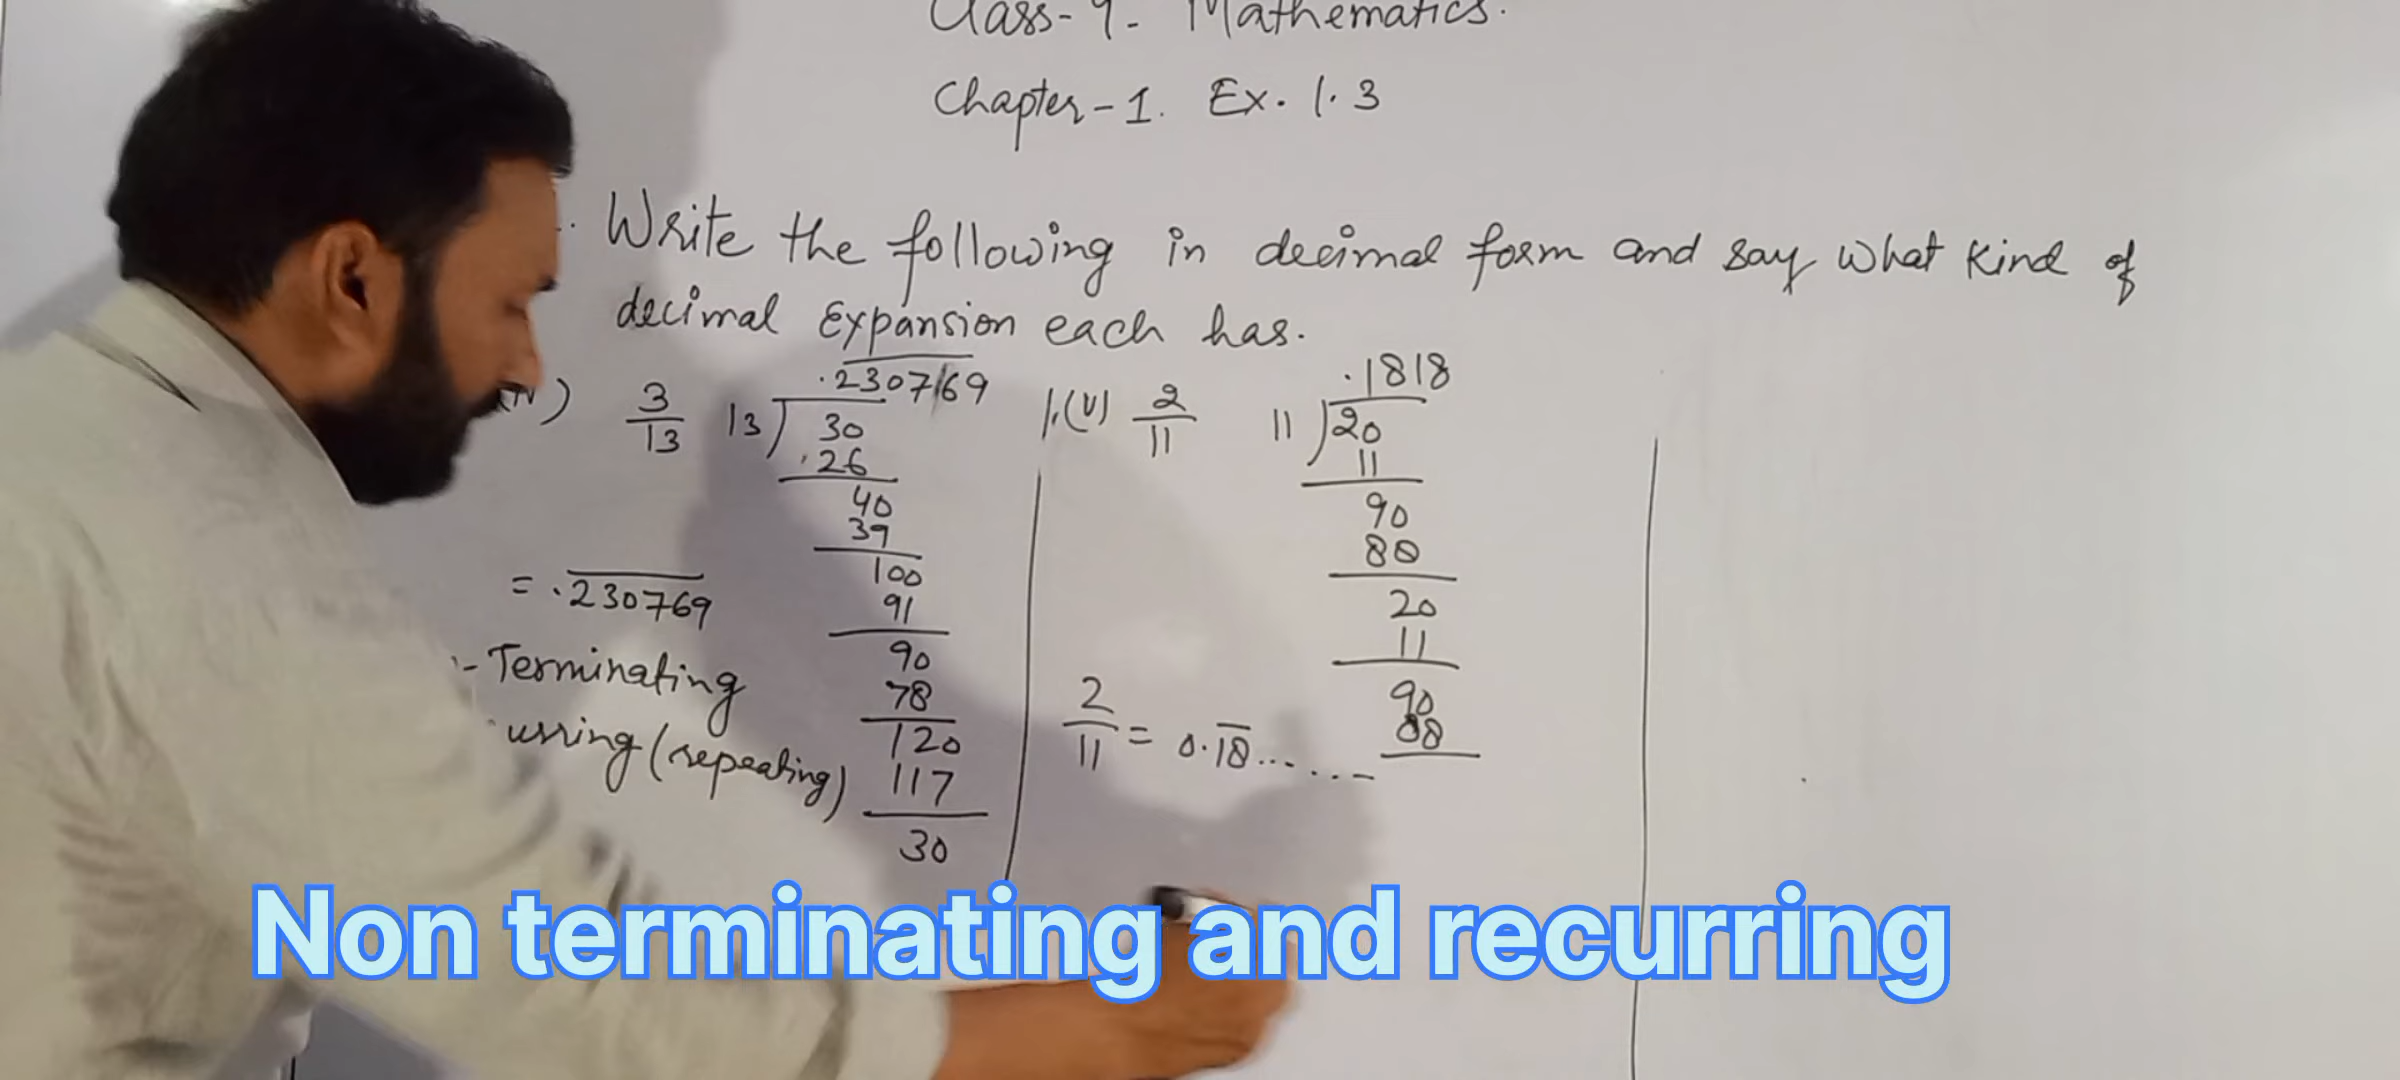 Class-9- Mathematics.
Chapter-1. Ex. 1.3
Write the following in decimal form and say what kind of
decimal Expansion each has.
3/13
13
.230769
30
26
40
39
100
91
90
78
120
117
30
= .230769
-Terminating
urring (repeating)
1.(V) 2/11
11
.1818
20
11
90
88
20
11
90
88
2/11 = 0.18......
Non terminating and recurring